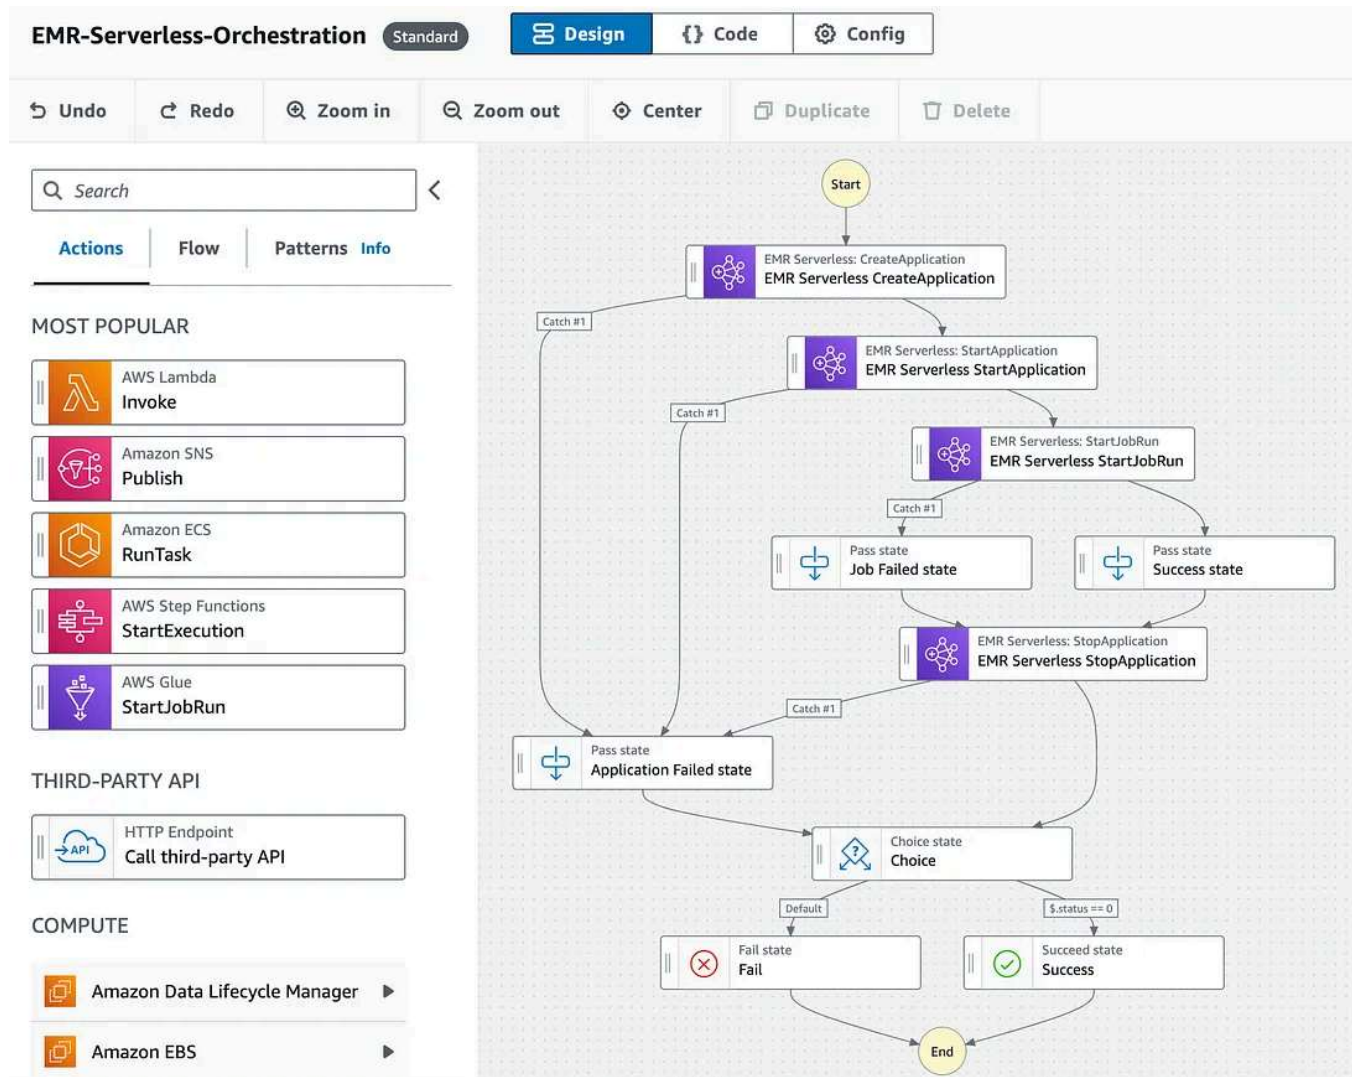 EMR-Serverless-Orchestration
Standard
Design
{} Code
Config
Undo
Redo
Zoom in
Zoom out
Center
Duplicate
Delete
Search
Actions
Flow
Patterns
Info
MOST POPULAR
AWS Lambda
Invoke
Amazon SNS
Publish
Amazon ECS
RunTask
AWS Step Functions
StartExecution
AWS Glue
StartJobRun
THIRD-PARTY API
API
HTTP Endpoint
Call third-party API
COMPUTE
Amazon Data Lifecycle Manager
Amazon EBS
Start
EMR Serverless: CreateApplication
EMR Serverless CreateApplication
Catch #1
EMR Serverless: StartApplication
EMR Serverless StartApplication
Catch #1
EMR Serverless: StartJobRun
EMR Serverless StartJobRun
Catch #1
Pass state
Job Failed state
Pass state
Success state
EMR Serverless: StopApplication
EMR Serverless StopApplication
Catch #1
Pass state
Application Failed state
Choice state
Choice
Default
$.status == 0
Fail state
Fail
Succeed state
Success
End